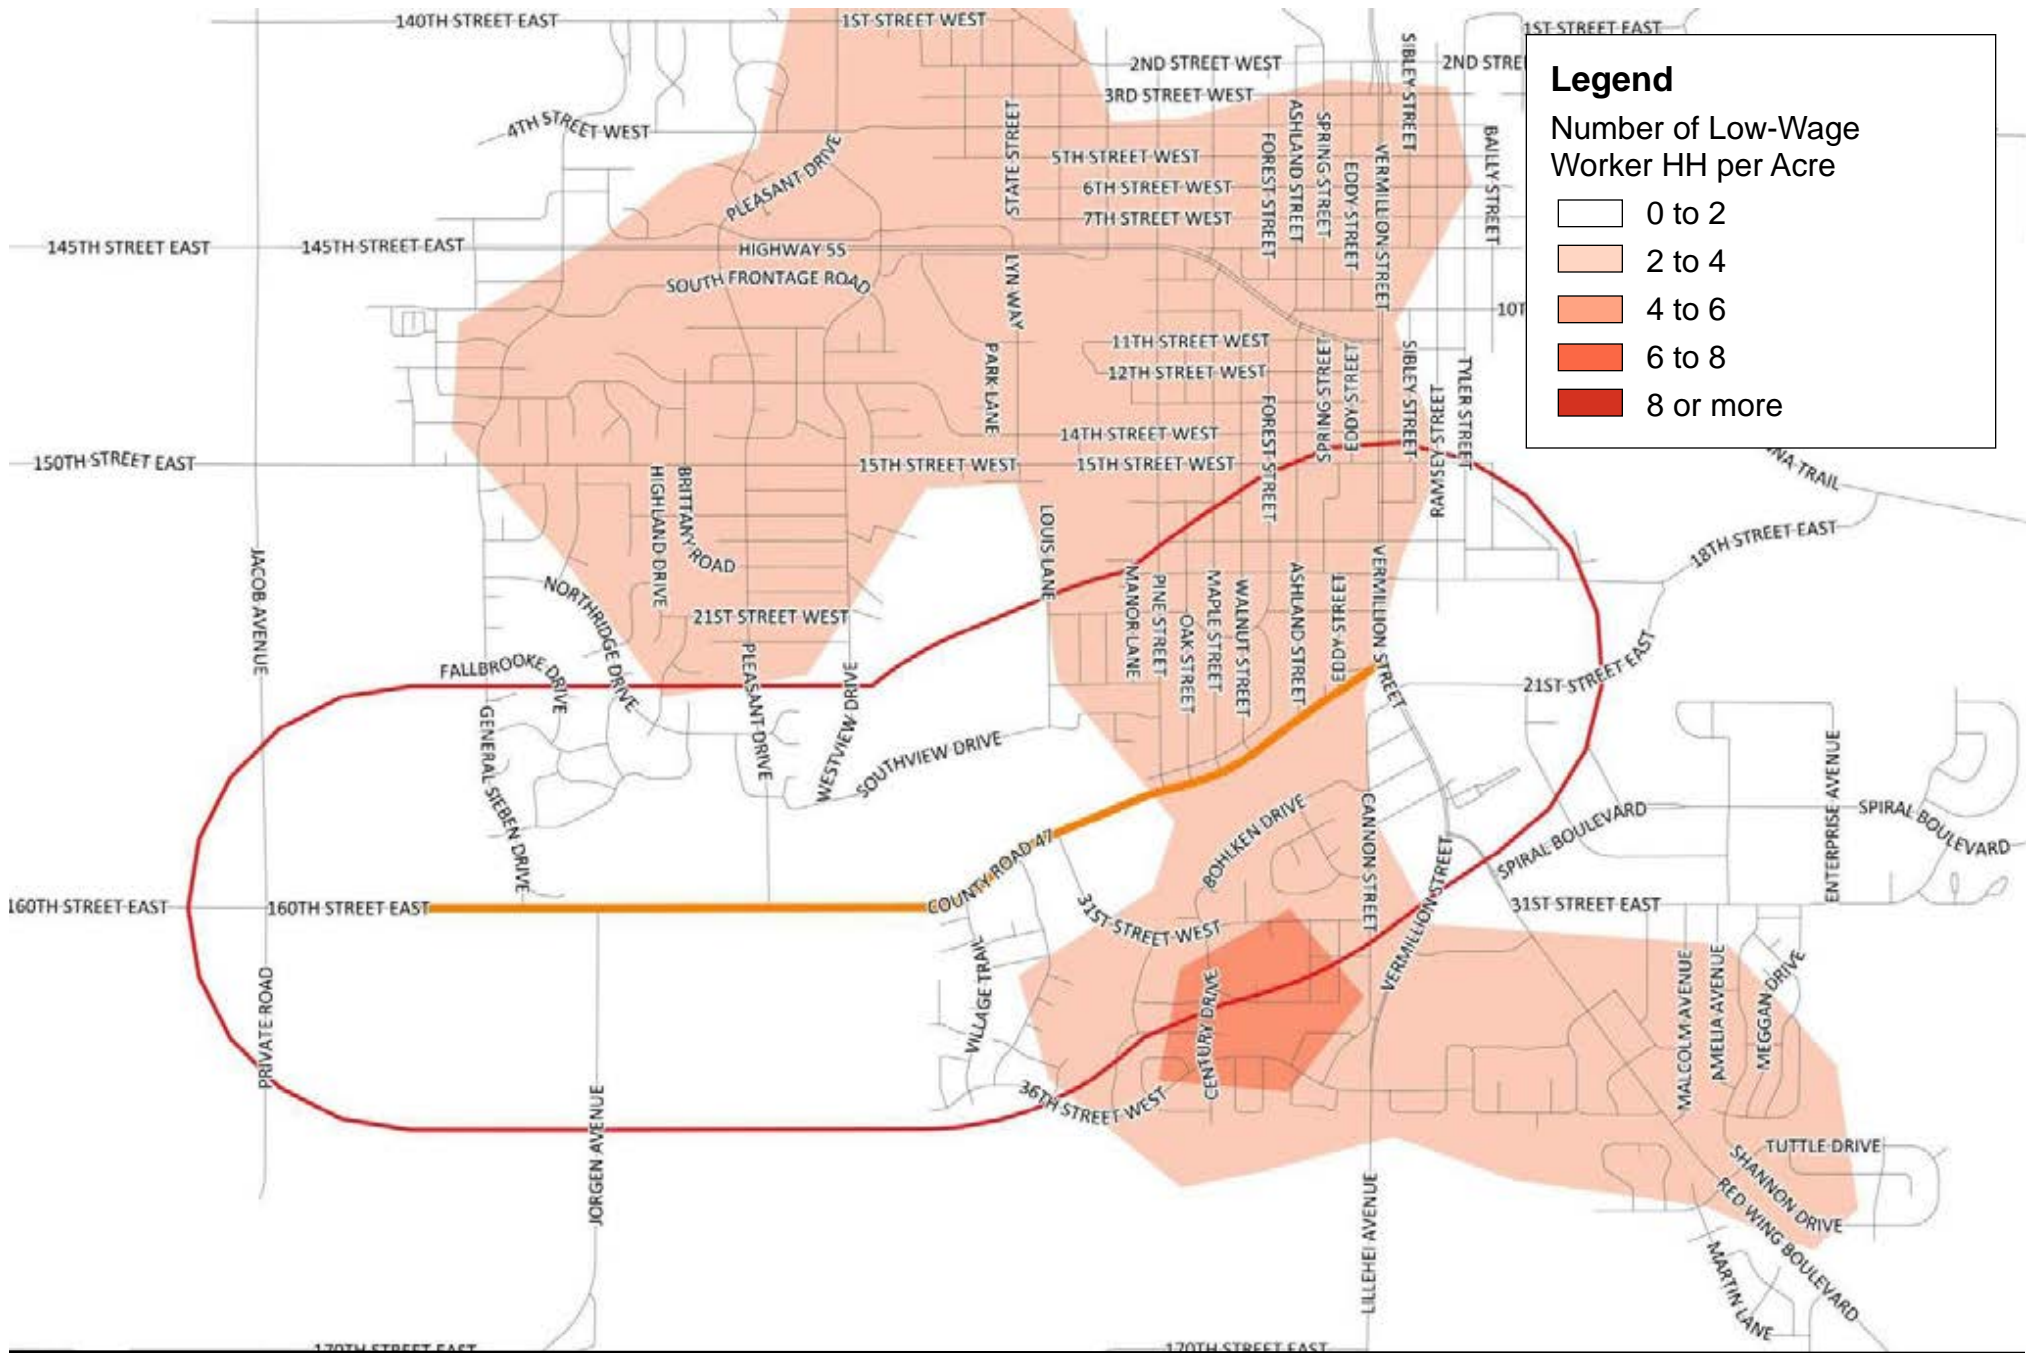 140TH STREET EAST
1ST STREET WEST
1ST STREET EAST
2ND STREET WEST
2ND STRE
3RD STREET WEST
SIBLEY STREET
Legend
Number of Low-Wage
Worker HH per Acre
0 to 2
2 to 4
4 to 6
6 to 8
8 or more
4TH STREET WEST
PLEASANT DRIVE
STATE STREET
5TH STREET WEST
6TH STREET WEST
7TH STREET WEST
FOREST STREET
ASHLAND STREET
SPRING STREET
EDDY STREET
VERMILLION STREET
BAILLY STREET
145TH STREET EAST
145TH STREET EAST
HIGHWAY 55
SOUTH FRONTAGE ROAD
LYN WAY
10T
PARK LANE
11TH STREET WEST
12TH STREET WEST
14TH STREET WEST
FOREST STREET
SPRING STREET
EDDY STREET
SIBLEY STREET
RAMSEY STREET
TYLER STREET
150TH STREET EAST
15TH STREET WEST
15TH STREET WEST
NA TRAIL
HIGHLAND DRIVE
BRITTANY ROAD
LOUIS LANE
18TH STREET EAST
JACOB AVENUE
NORTHRIDGE DRIVE
21ST STREET WEST
MANOR LANE
PINE STREET
OAK STREET
MAPLE STREET
WALNUT STREET
ASHLAND STREET
EDDY STREET
VERMILLION STREET
21ST STREET EAST
FALLBROOKE DRIVE
PLEASANT DRIVE
WESTVIEW DRIVE
SOUTHVIEW DRIVE
GENERAL SIEBEN DRIVE
BOHLKEN DRIVE
CANNON STREET
SPIRAL BOULEVARD
ENTERPRISE AVENUE
SPIRAL BOULEVARD
COUNTY ROAD 47
VERMILLION STREET
160TH STREET EAST
160TH STREET EAST
31ST STREET WEST
31ST STREET EAST
VILLAGE TRAIL
CENTURY DRIVE
MALCOLM AVENUE
AMELIA AVENUE
MEGGAN DRIVE
PRIVATE ROAD
36TH STREET WEST
JORGEN AVENUE
LILLEHEI AVENUE
TUTTLE DRIVE
SHANNON DRIVE
RED WING BOULEVARD
MARTIN LANE
170TH STREET EAST
170TH STREET EAST